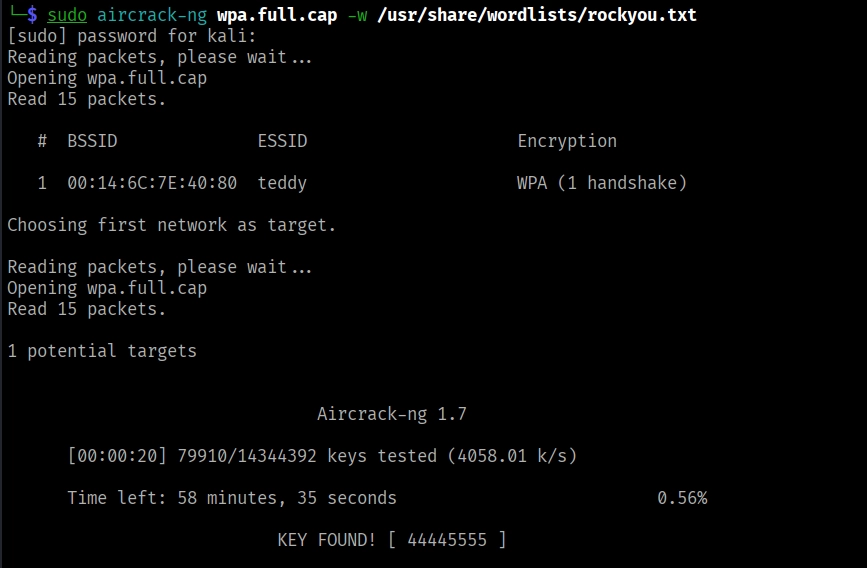 └─$ sudo aircrack-ng wpa.full.cap -w /usr/share/wordlists/rockyou.txt
[sudo] password for kali:
Reading packets, please wait...
Opening wpa.full.cap
Read 15 packets.
# BSSID ESSID Encryption
1 00:14:6C:7E:40:80 teddy WPA (1 handshake)
Choosing first network as target.
Reading packets, please wait...
Opening wpa.full.cap
Read 15 packets.
1 potential targets
Aircrack-ng 1.7
[00:00:20] 79910/14344392 keys tested (4058.01 k/s)
Time left: 58 minutes, 35 seconds 0.56%
KEY FOUND! [ 44445555 ]